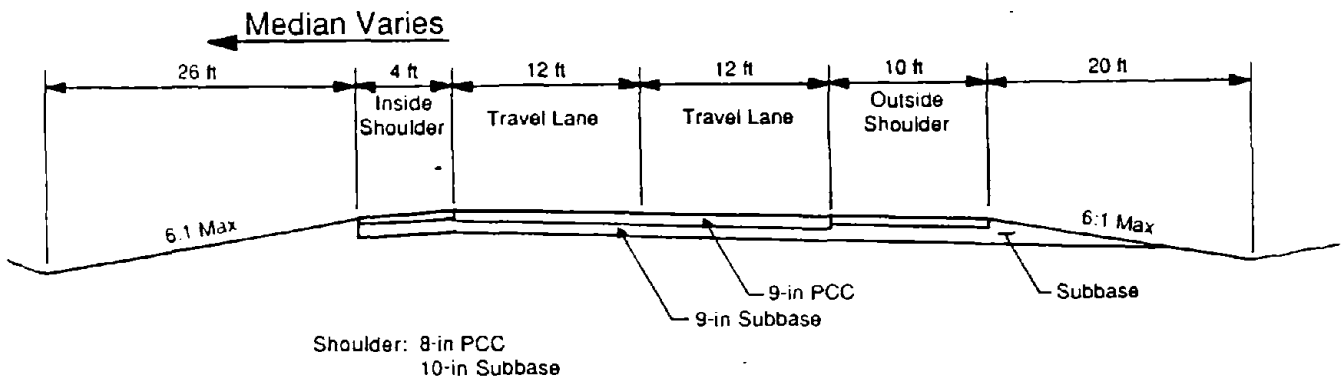 Median Varies
26 ft
4 ft
12 ft
12 ft
10 ft
20 ft
Inside
Shoulder
Travel Lane
Travel Lane
Outside
Shoulder
6:1 Max
6:1 Max
9-in PCC
Subbase
9-in Subbase
Shoulder: 8-in PCC
10-in Subbase